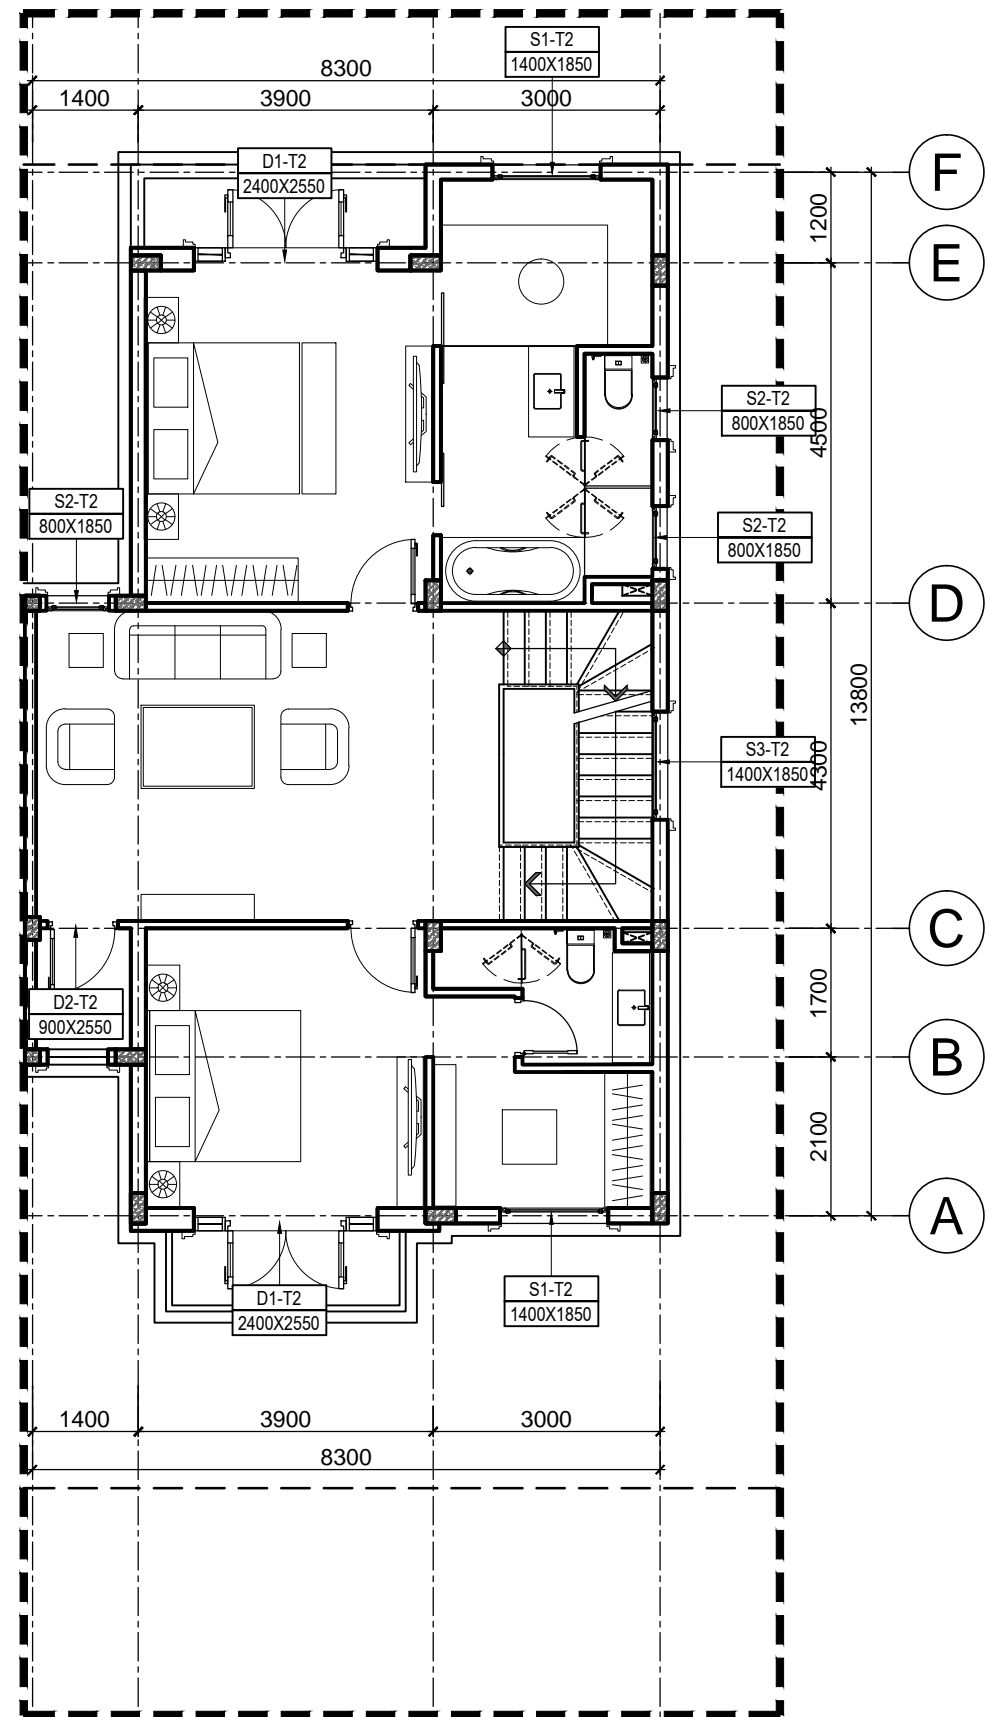 S1-T2
1400X1850
8300
1400
3900
3000
D1-T2
2400X2550
F
1200
E
S2-T2
800X1850
4500
S2-T2
800X1850
S2-T2
800X1850
D
13800
S3-T2
1400X1850
4300
C
D2-T2
900X2550
1700
B
2100
A
D1-T2
2400X2550
S1-T2
1400X1850
1400
3900
3000
8300